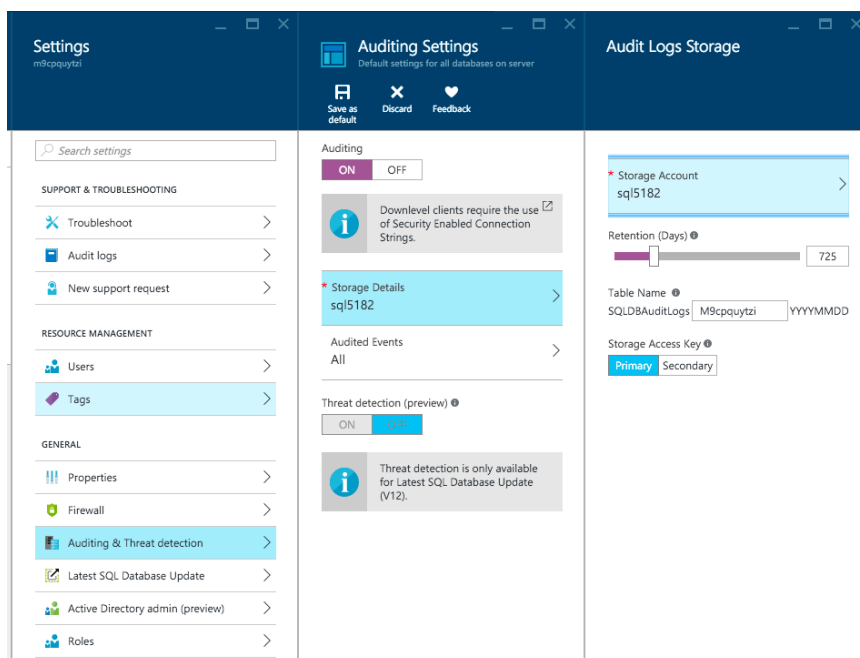 Settings
m9cpquytzi
Search settings
SUPPORT & TROUBLESHOOTING
Troubleshoot
Audit logs
New support request
RESOURCE MANAGEMENT
Users
Tags
GENERAL
Properties
Firewall
Auditing & Threat detection
Latest SQL Database Update
Active Directory admin (preview)
Roles
Auditing Settings
Default settings for all databases on server
Save as
default
Discard
Feedback
Auditing
ON OFF
Downlevel clients require the use
of Security Enabled Connection
Strings.
* Storage Details
sql5182
Audited Events
All
Threat detection (preview)
ON OFF
Threat detection is only available
for Latest SQL Database Update
(V12).
Audit Logs Storage
* Storage Account
sql5182
Retention (Days)
725
Table Name
SQLDBAuditLogs M9cpquytzi YYYYMMDD
Storage Access Key
Primary Secondary